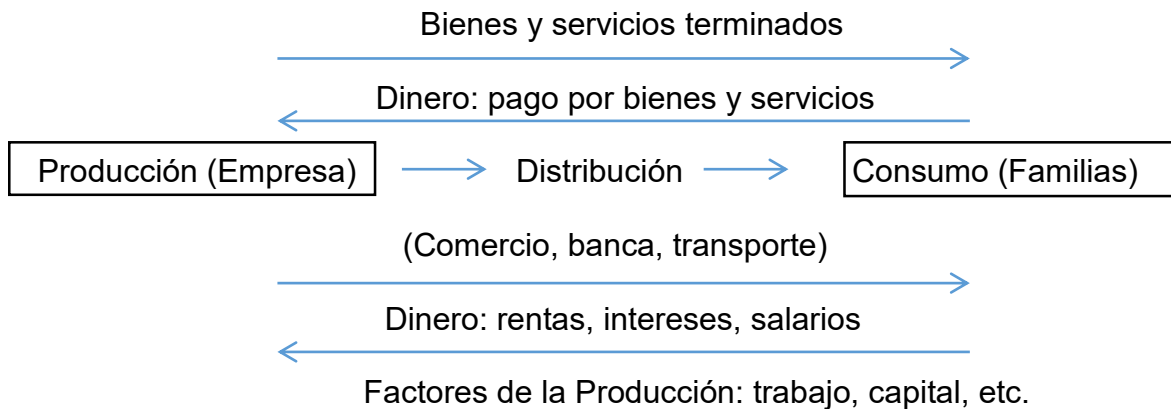 Bienes y servicios terminados
Dinero: pago por bienes y servicios
Producción (Empresa) Distribución Consumo (Familias)
(Comercio, banca, transporte)
Dinero: rentas, intereses, salarios
Factores de la Producción: trabajo, capital, etc.